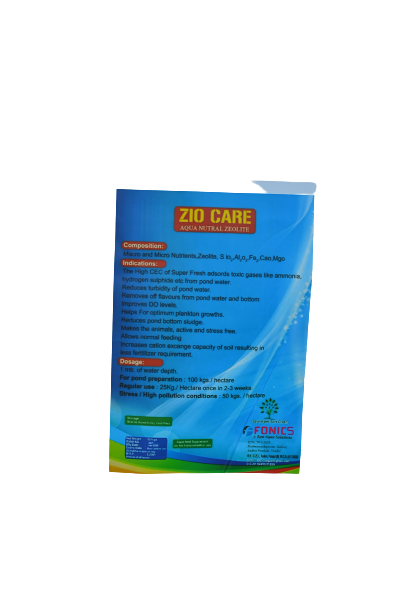 ZIO CARE
AQUA NUTRAL ZEOLITE
Composition:
Macro and Micro Nutrients,Zeolite, S io2,Al2o3,Fe2,Cao,Mgo
Indications:
The High CEC of Super Fresh adsords toxic gases like ammonia,
hydrogen sulphide etc from pond water.
Reduces turbidity of pond water.
Removes off flavours from pond water and bottom
Improves DO levels.
Helps For optimum plankton growths.
Reduces pond bottom sludge.
Makes the animals, active and stress free.
Allows normal feeding.
Increases cation excange capacity of soil resulting in
less fertilizer requirement.
Dosage:
1 mtr. of water depth.
For pond preparation : 100 kgs / hectare
Regular use : 25Kg / Hectare once in 2-3 weeks
Stress / High pollution conditions : 50 kgs. / hectare
FONICS